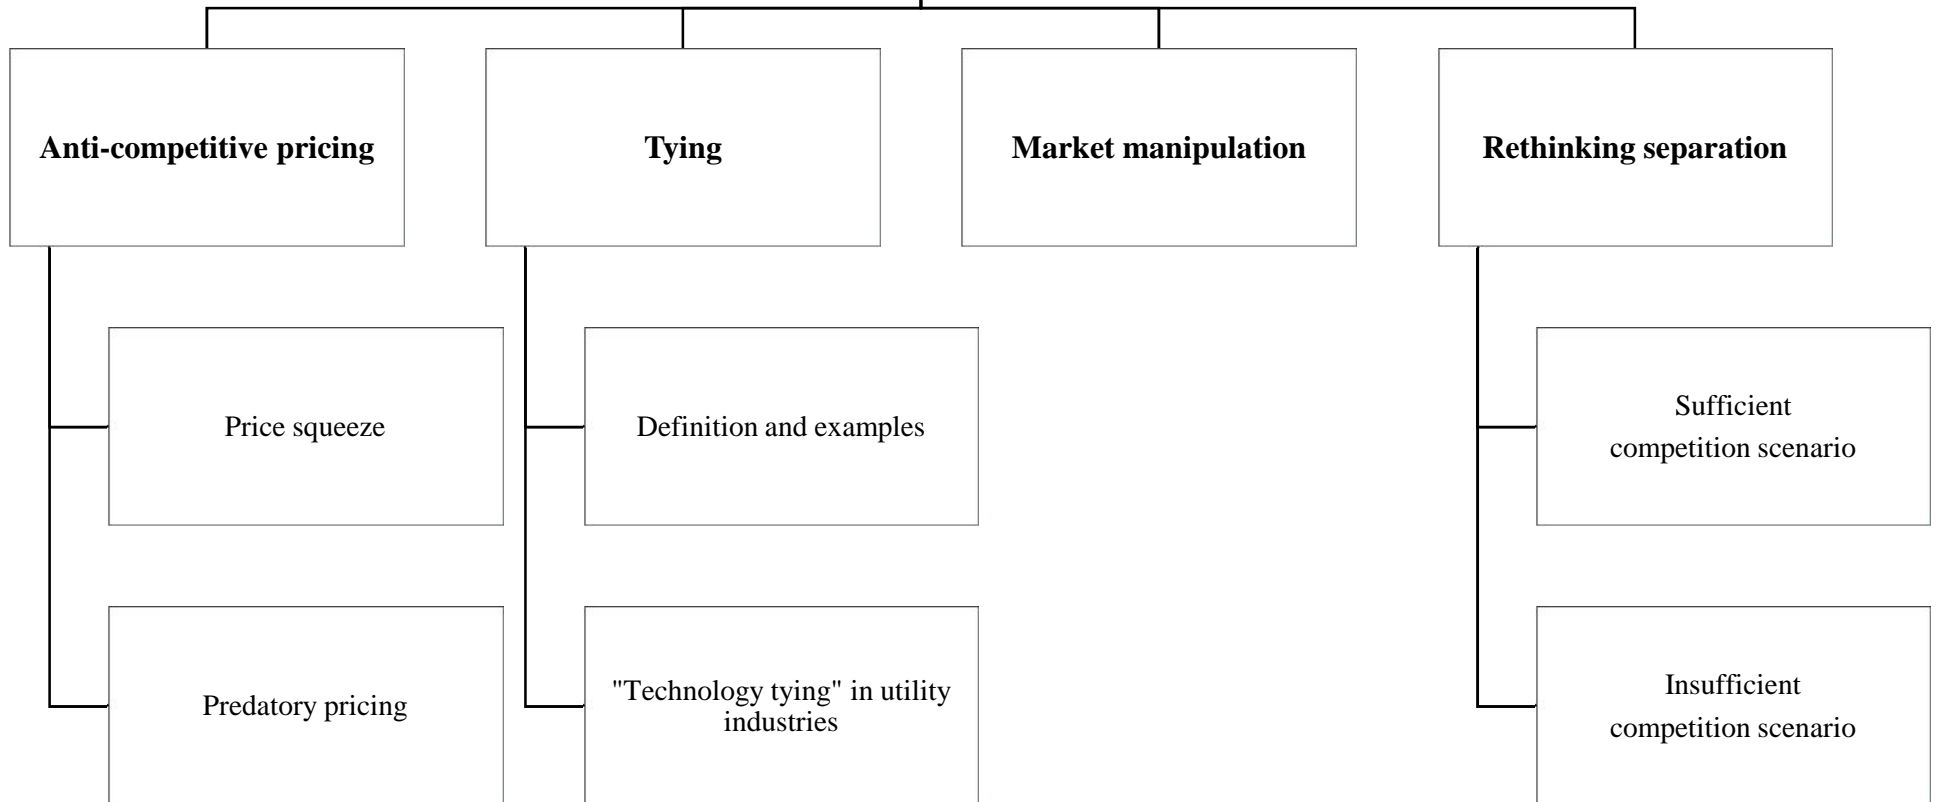 Anti-competitive pricing
Tying
Market manipulation
Rethinking separation
Price squeeze
Definition and examples
Sufficient
competition scenario
Predatory pricing
"Technology tying" in utility
industries
Insufficient
competition scenario